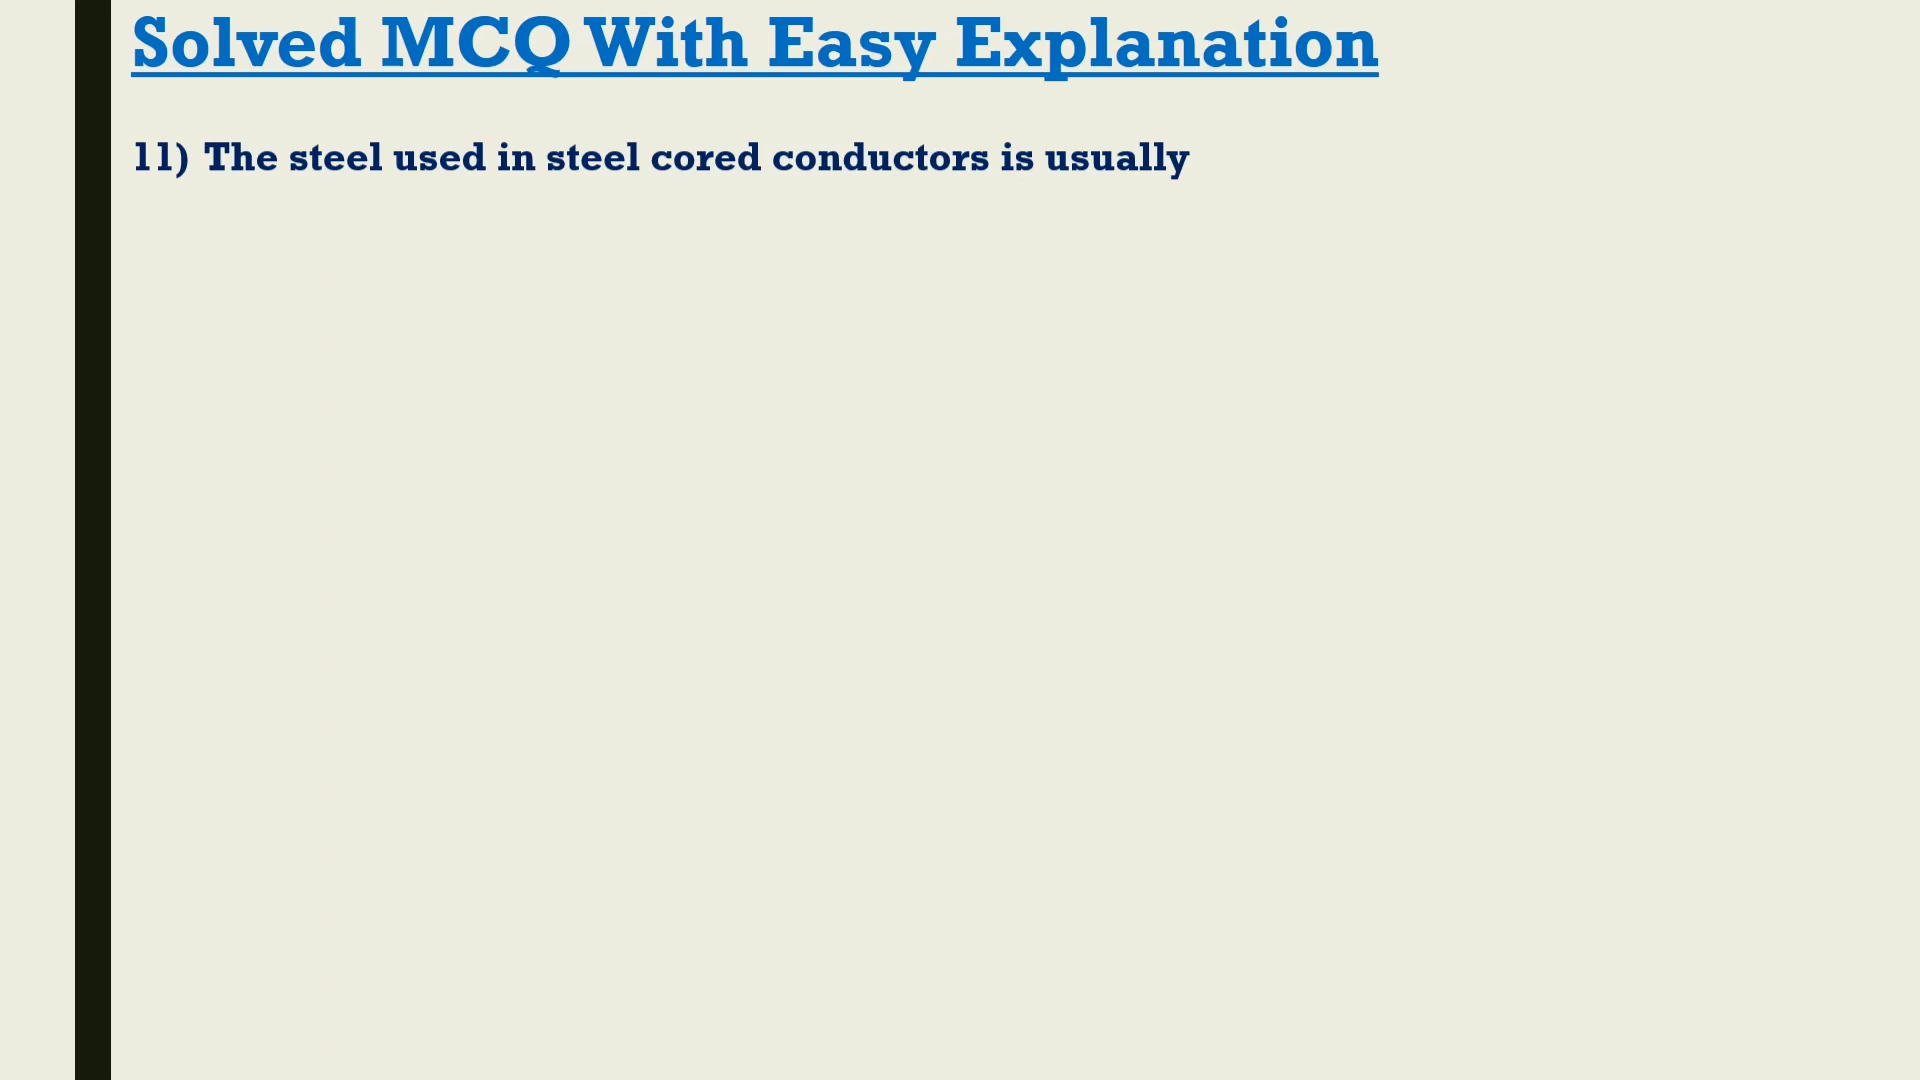 Solved MCQ With Easy Explanation
11) The steel used in steel cored conductors is usually